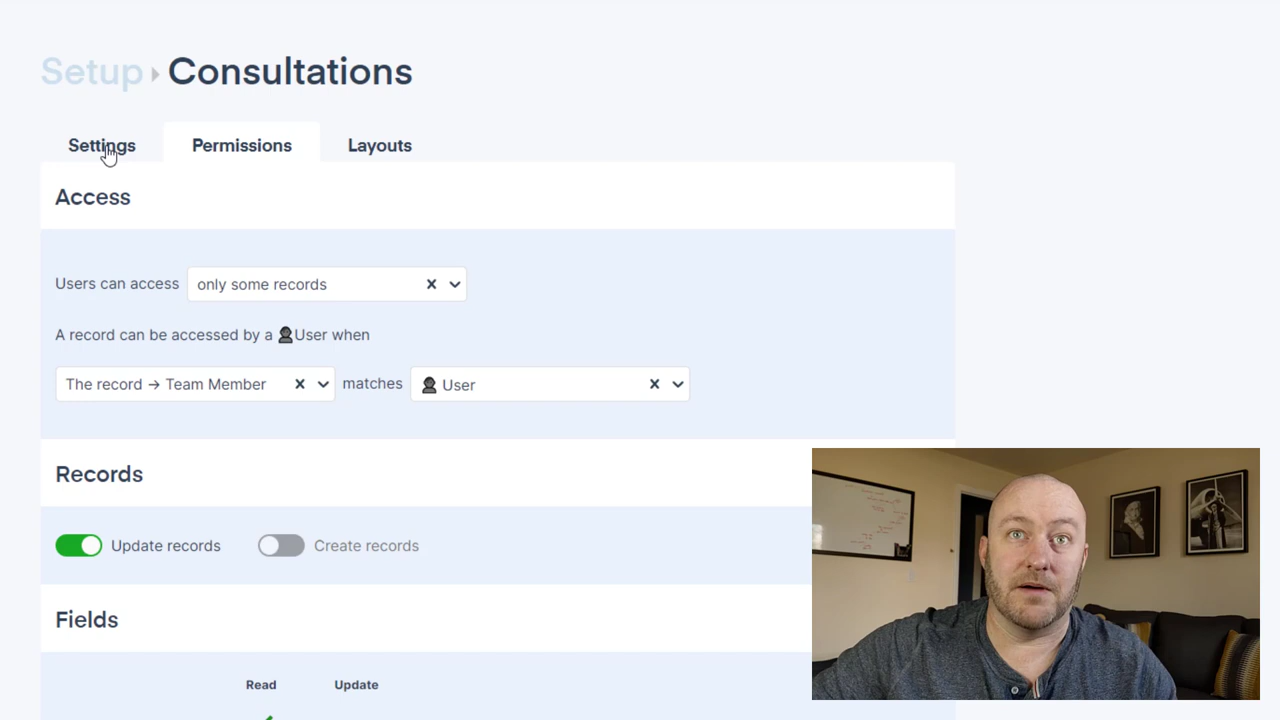 Setup Consultations
Settings Permissions Layouts
Access
Users can access only some records
A record can be accessed by a User when
The record → Team Member matches User
Records
Update records Create records
Fields
Read Update